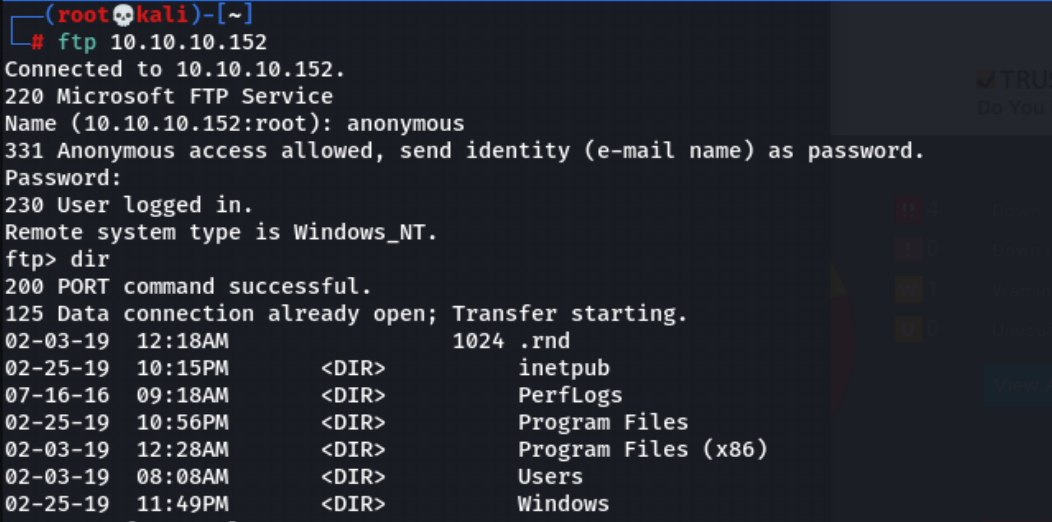 ┌──(root💀kali)-[~]
└─# ftp 10.10.10.152
Connected to 10.10.10.152.
220 Microsoft FTP Service
Name (10.10.10.152:root): anonymous
331 Anonymous access allowed, send identity (e-mail name) as password.
Password:
230 User logged in.
Remote system type is Windows_NT.
ftp> dir
200 PORT command successful.
125 Data connection already open; Transfer starting.
02-03-19  12:18AM                 1024 .rnd
02-25-19  10:15PM       <DIR>          inetpub
07-16-16  09:18AM       <DIR>          PerfLogs
02-25-19  10:56PM       <DIR>          Program Files
02-03-19  12:28AM       <DIR>          Program Files (x86)
02-03-19  08:08AM       <DIR>          Users
02-25-19  11:49PM       <DIR>          Windows
Do You